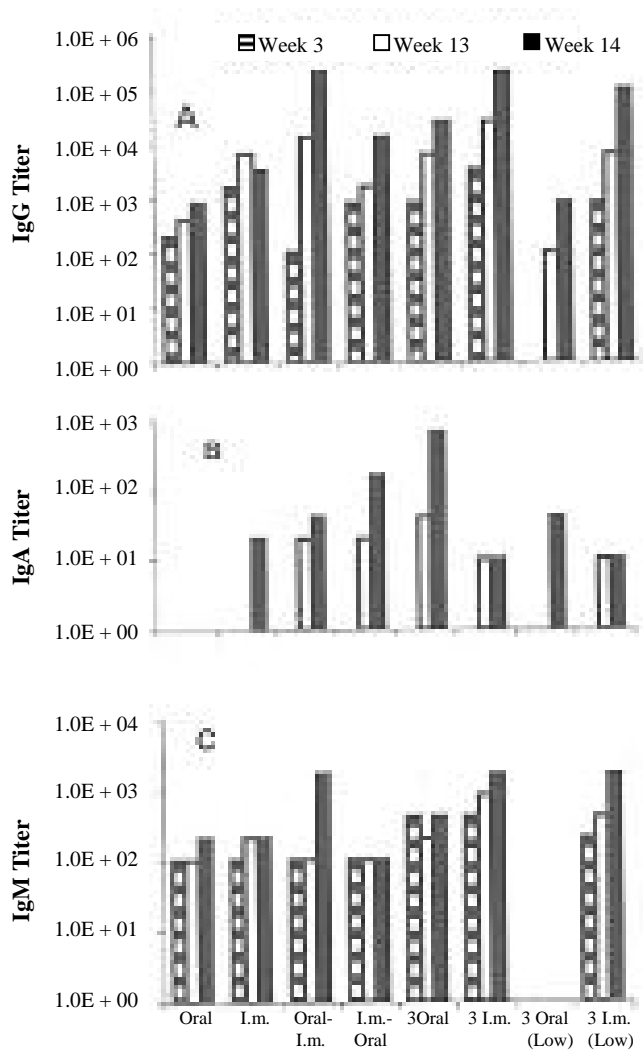 1.0E + 06
Week 3 Week 13 Week 14
1.0E + 05
A
1.0E + 04
1.0E + 03
1.0E + 02
1.0E + 01
1.0E + 00
IgG Titer
1.0E + 03
B
1.0E + 02
1.0E + 01
1.0E + 00
IgA Titer
1.0E + 04
C
1.0E + 03
1.0E + 02
1.0E + 01
1.0E + 00
IgM Titer
Oral I.m. Oral- I.m.- 3Oral 3 I.m. 3 Oral 3 I.m.
I.m. Oral (Low) (Low)